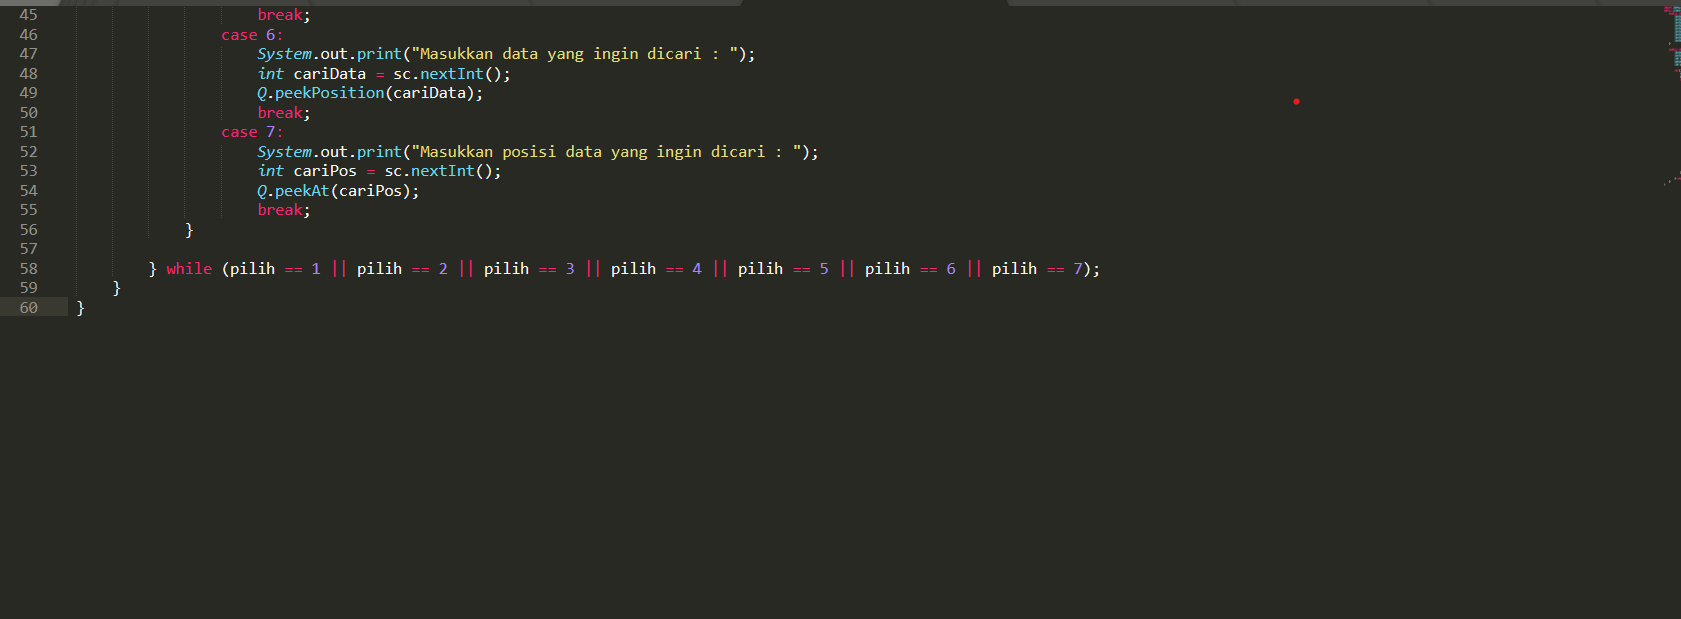 45 break;
46 case 6:
47 System.out.print("Masukkan data yang ingin dicari : ");
48 int cariData = sc.nextInt();
49 Q.peekPosition(cariData);
50 break;
51 case 7:
52 System.out.print("Masukkan posisi data yang ingin dicari : ");
53 int cariPos = sc.nextInt();
54 Q.peekAt(cariPos);
55 break;
56 }
57
58 } while (pilih == 1 || pilih == 2 || pilih == 3 || pilih == 4 || pilih == 5 || pilih == 6 || pilih == 7);
59 }
60 }